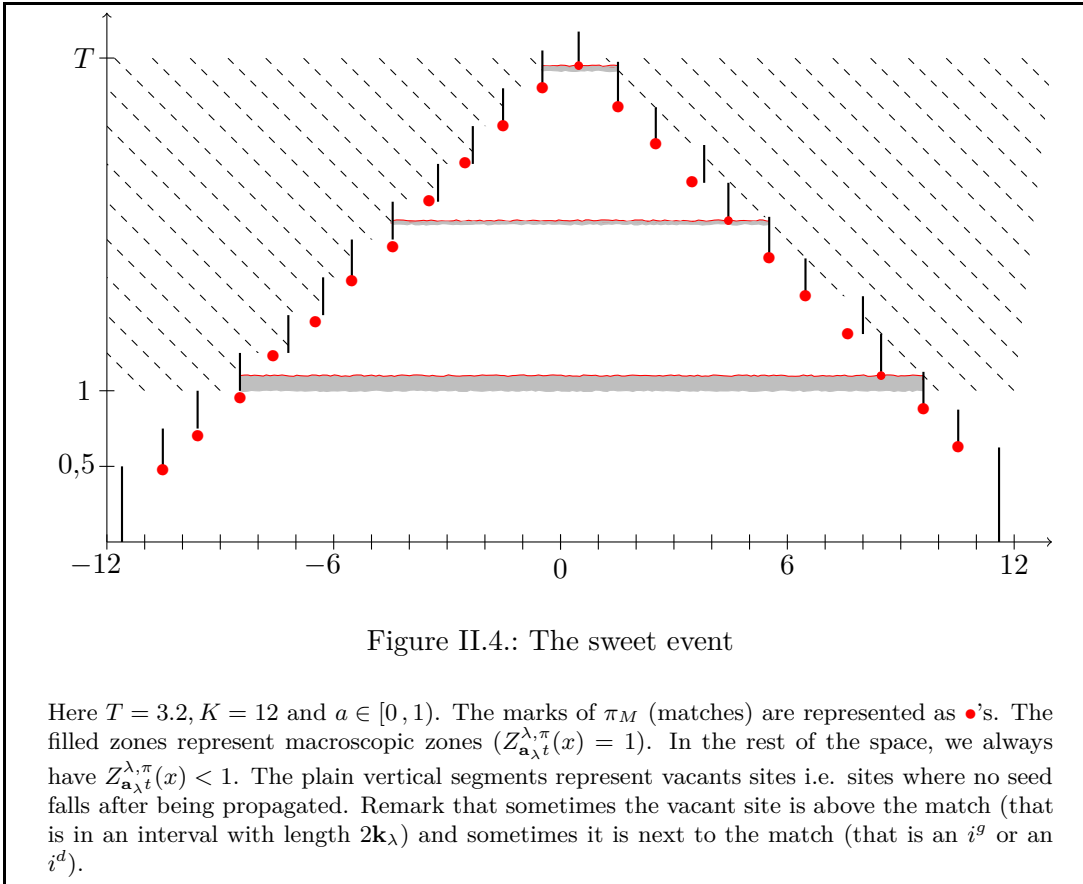 T
1
0,5
−12
−6
0
6
12
Figure II.4.: The sweet event
Here T = 3.2, K = 12 and a ∈ [0 , 1). The marks of π_M (matches) are represented as •'s. The
filled zones represent macroscopic zones (Z^{λ,π}_{a_λ t}(x) = 1). In the rest of the space, we always
have Z^{λ,π}_{a_λ t}(x) < 1. The plain vertical segments represent vacants sites i.e. sites where no seed
falls after being propagated. Remark that sometimes the vacant site is above the match (that
is in an interval with length 2k_λ) and sometimes it is next to the match (that is an i^g or an
i^d).